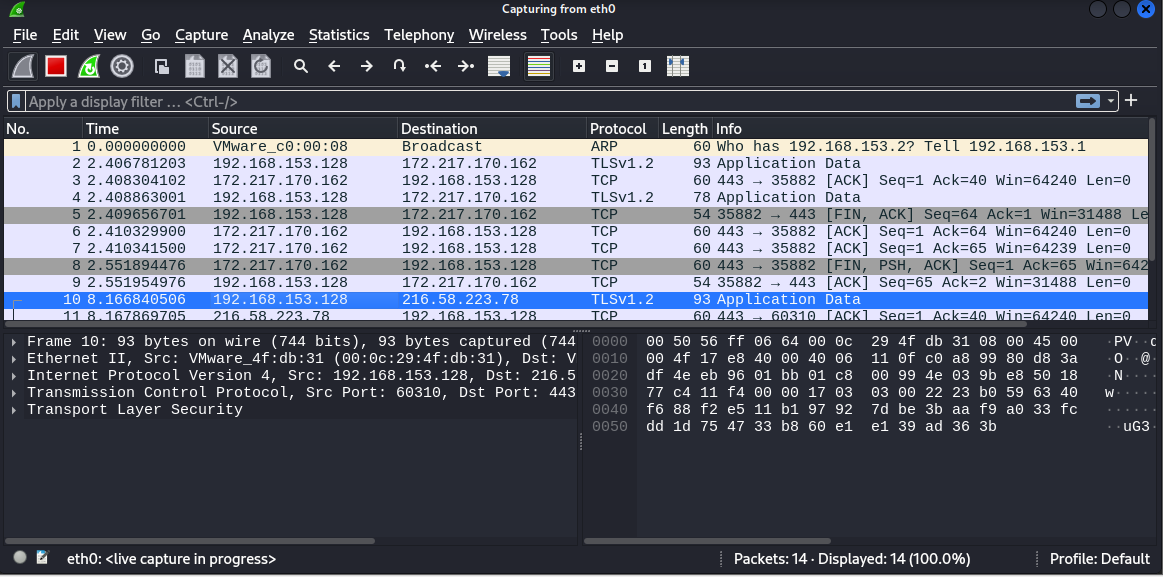 Capturing from eth0
File Edit View Go Capture Analyze Statistics Telephony Wireless Tools Help
Apply a display filter … <Ctrl-/>
No. Time Source Destination Protocol Length Info
1 0.000000000 VMware_c0:00:08 Broadcast ARP 60 Who has 192.168.153.2? Tell 192.168.153.1
2 2.406781203 192.168.153.128 172.217.170.162 TLSv1.2 93 Application Data
3 2.408304102 172.217.170.162 192.168.153.128 TCP 60 443 → 35882 [ACK] Seq=1 Ack=40 Win=64240 Len=0
4 2.408863001 192.168.153.128 172.217.170.162 TLSv1.2 78 Application Data
5 2.409656701 192.168.153.128 172.217.170.162 TCP 54 35882 → 443 [FIN, ACK] Seq=64 Ack=1 Win=31488 Le
6 2.410329900 172.217.170.162 192.168.153.128 TCP 60 443 → 35882 [ACK] Seq=1 Ack=64 Win=64240 Len=0
7 2.410341500 172.217.170.162 192.168.153.128 TCP 60 443 → 35882 [ACK] Seq=1 Ack=65 Win=64239 Len=0
8 2.551894476 172.217.170.162 192.168.153.128 TCP 60 443 → 35882 [FIN, PSH, ACK] Seq=1 Ack=65 Win=642
9 2.551954476 192.168.153.128 172.217.170.162 TCP 54 35882 → 443 [ACK] Seq=65 Ack=2 Win=31488 Len=0
10 8.166840506 192.168.153.128 216.58.223.78 TLSv1.2 93 Application Data
11 8.167869705 216.58.223.78 192.168.153.128 TCP 60 443 → 60310 [ACK] Seq=1 Ack=40 Win=64240 Len=0
Frame 10: 93 bytes on wire (744 bits), 93 bytes captured (744
Ethernet II, Src: VMware_4f:db:31 (00:0c:29:4f:db:31), Dst: V
Internet Protocol Version 4, Src: 192.168.153.128, Dst: 216.5
Transmission Control Protocol, Src Port: 60310, Dst Port: 443
Transport Layer Security
0000 00 50 56 ff 06 64 00 0c 29 4f db 31 08 00 45 00 ·PV··d
0010 00 4f 17 e8 40 00 40 06 11 0f c0 a8 99 80 d8 3a ·O··@·
0020 df 4e eb 96 01 bb 01 c8 00 99 4e 03 9b e8 50 18 ·N····
0030 77 c4 11 f4 00 00 17 03 03 00 22 23 b0 59 63 40 w·····
0040 f6 88 f2 e5 11 b1 97 92 7d be 3b aa f9 a0 33 fc ······
0050 dd 1d 75 47 33 b8 60 e1 e1 39 ad 36 3b ··uG3·
eth0: <live capture in progress>
Packets: 14 · Displayed: 14 (100.0%)
Profile: Default